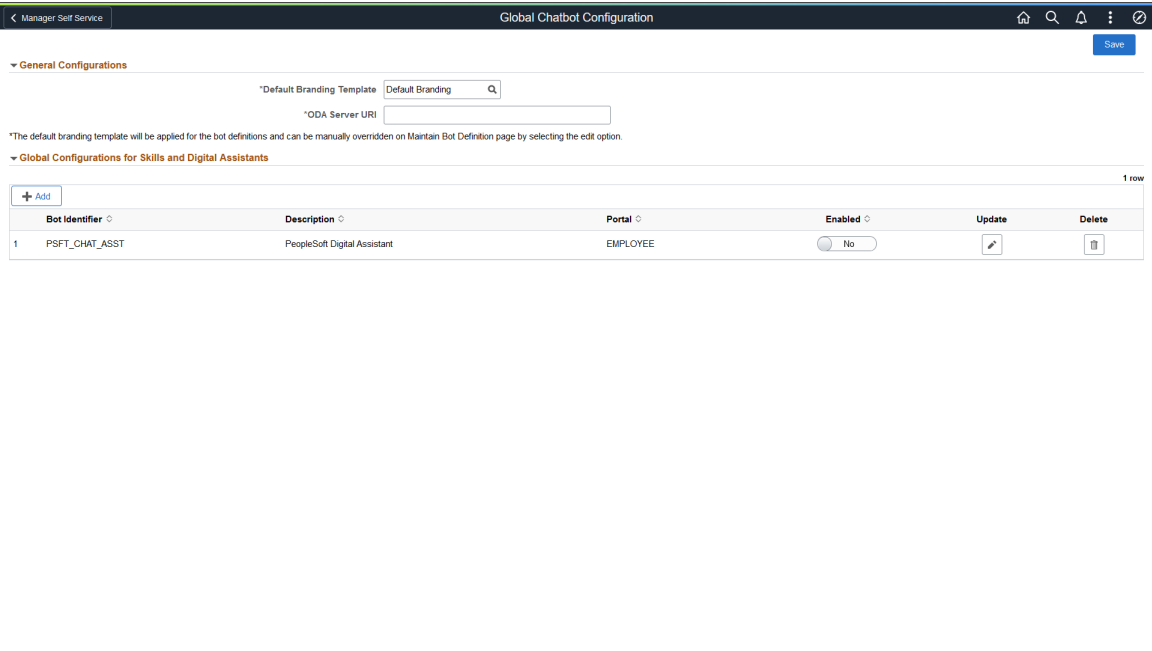 Manager Self Service
Global Chatbot Configuration
Save
General Configurations
*Default Branding Template Default Branding
*ODA Server URI
*The default branding template will be applied for the bot definitions and can be manually overridden on Maintain Bot Definition page by selecting the edit option.
Global Configurations for Skills and Digital Assistants
1 row
Add
Bot Identifier Description Portal Enabled Update Delete
1 PSFT_CHAT_ASST PeopleSoft Digital Assistant EMPLOYEE No